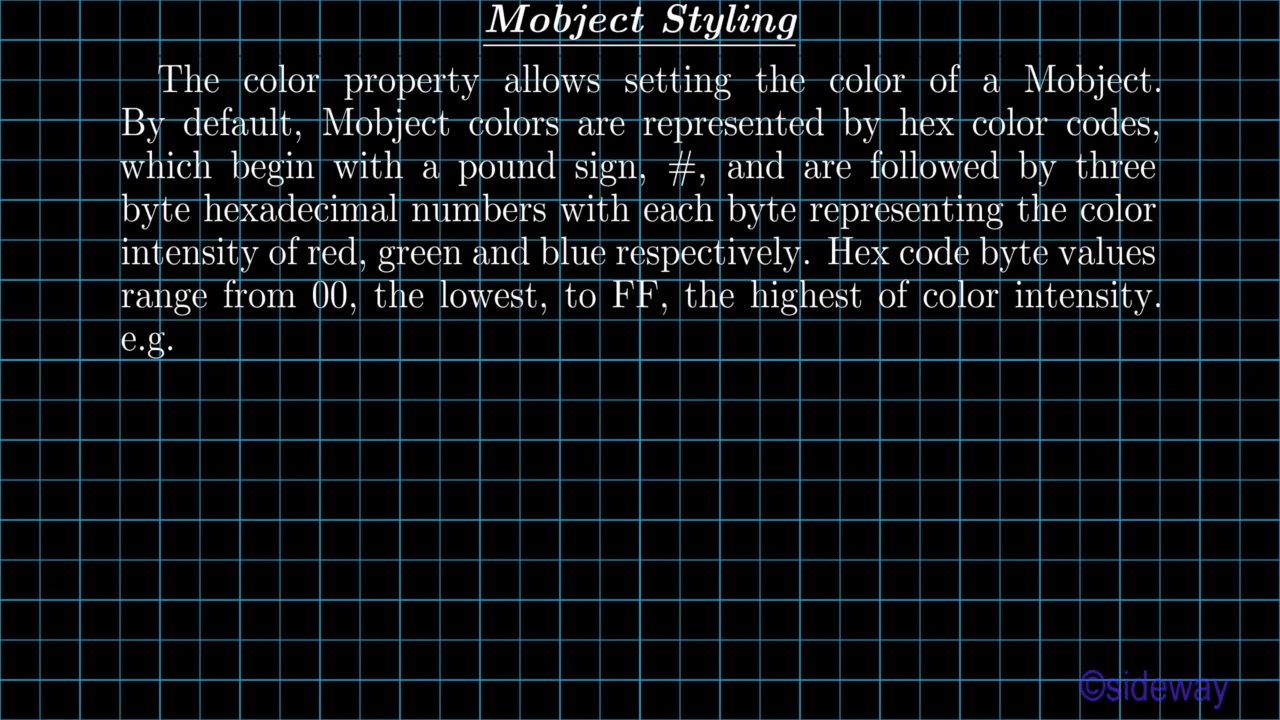 Mobject Styling
The color property allows setting the color of a Mobject.
By default, Mobject colors are represented by hex color codes,
which begin with a pound sign, #, and are followed by three
byte hexadecimal numbers with each byte representing the color
intensity of red, green and blue respectively. Hex code byte values
range from 00, the lowest, to FF, the highest of color intensity.
e.g.
©sideway